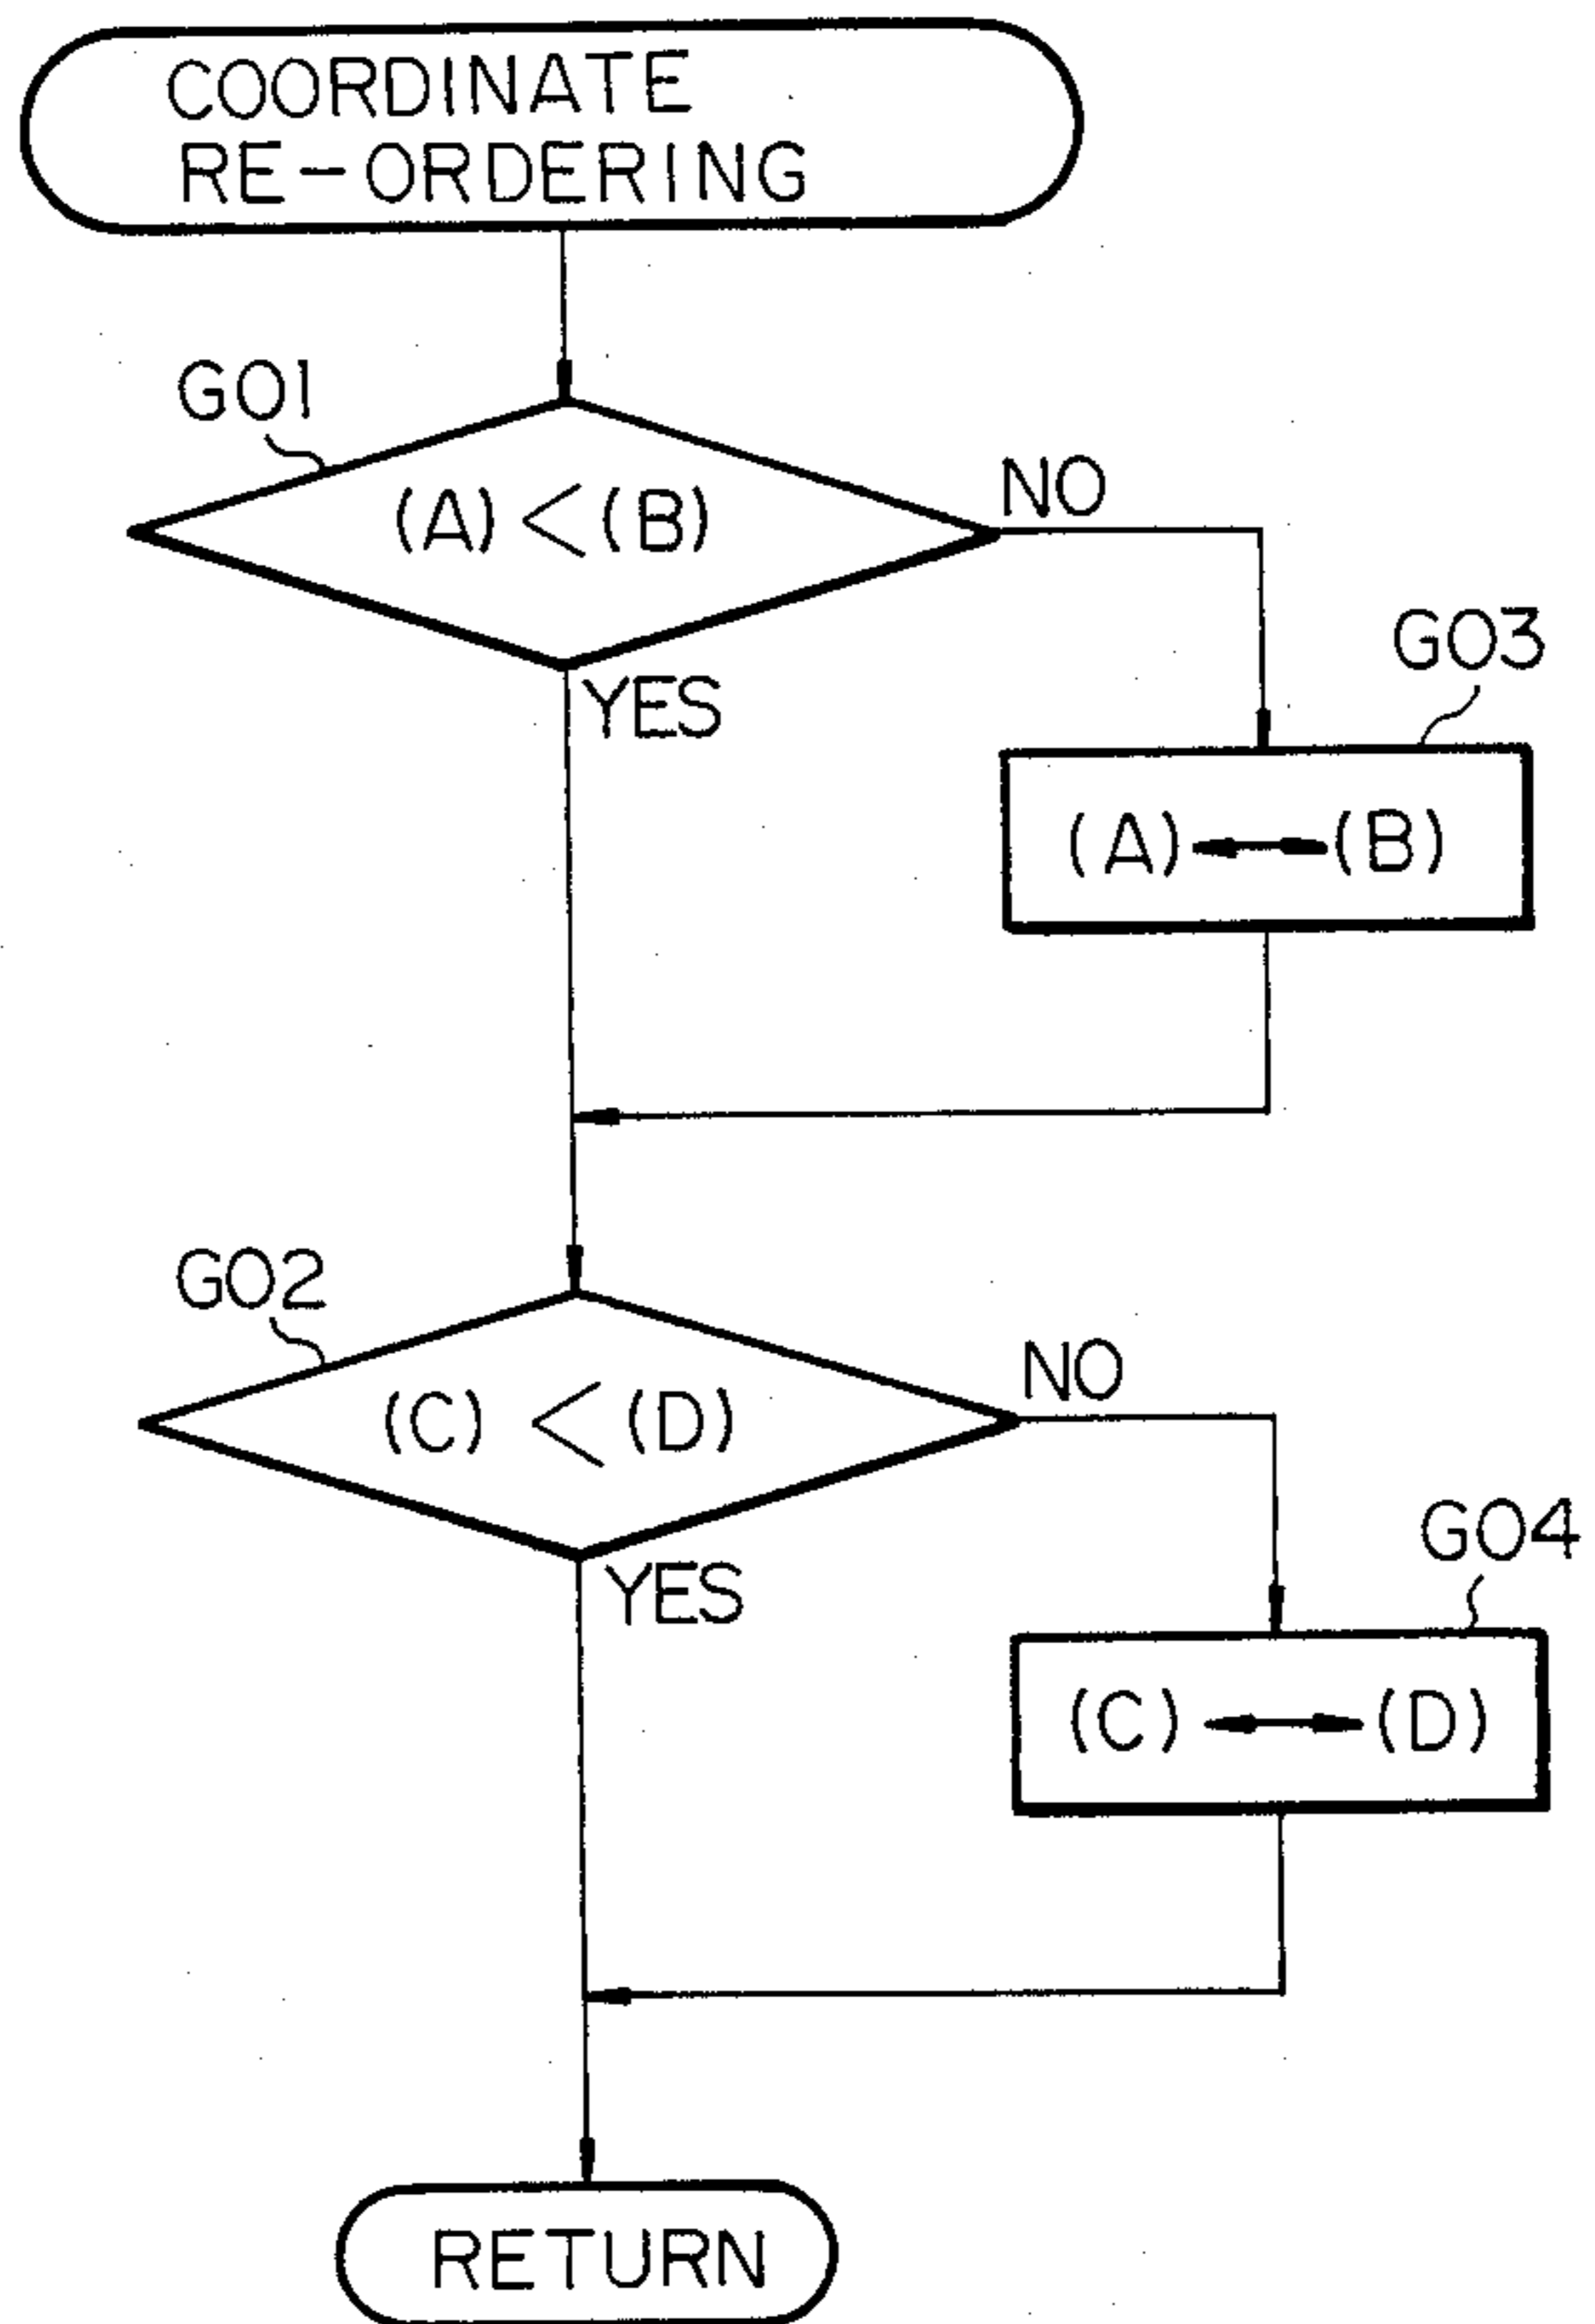 COORDINATE
RE-ORDERING
G01
(A)<(B)
NO
YES
G03
(A)↔(B)
G02
(C)<(D)
NO
YES
G04
(C)↔(D)
RETURN